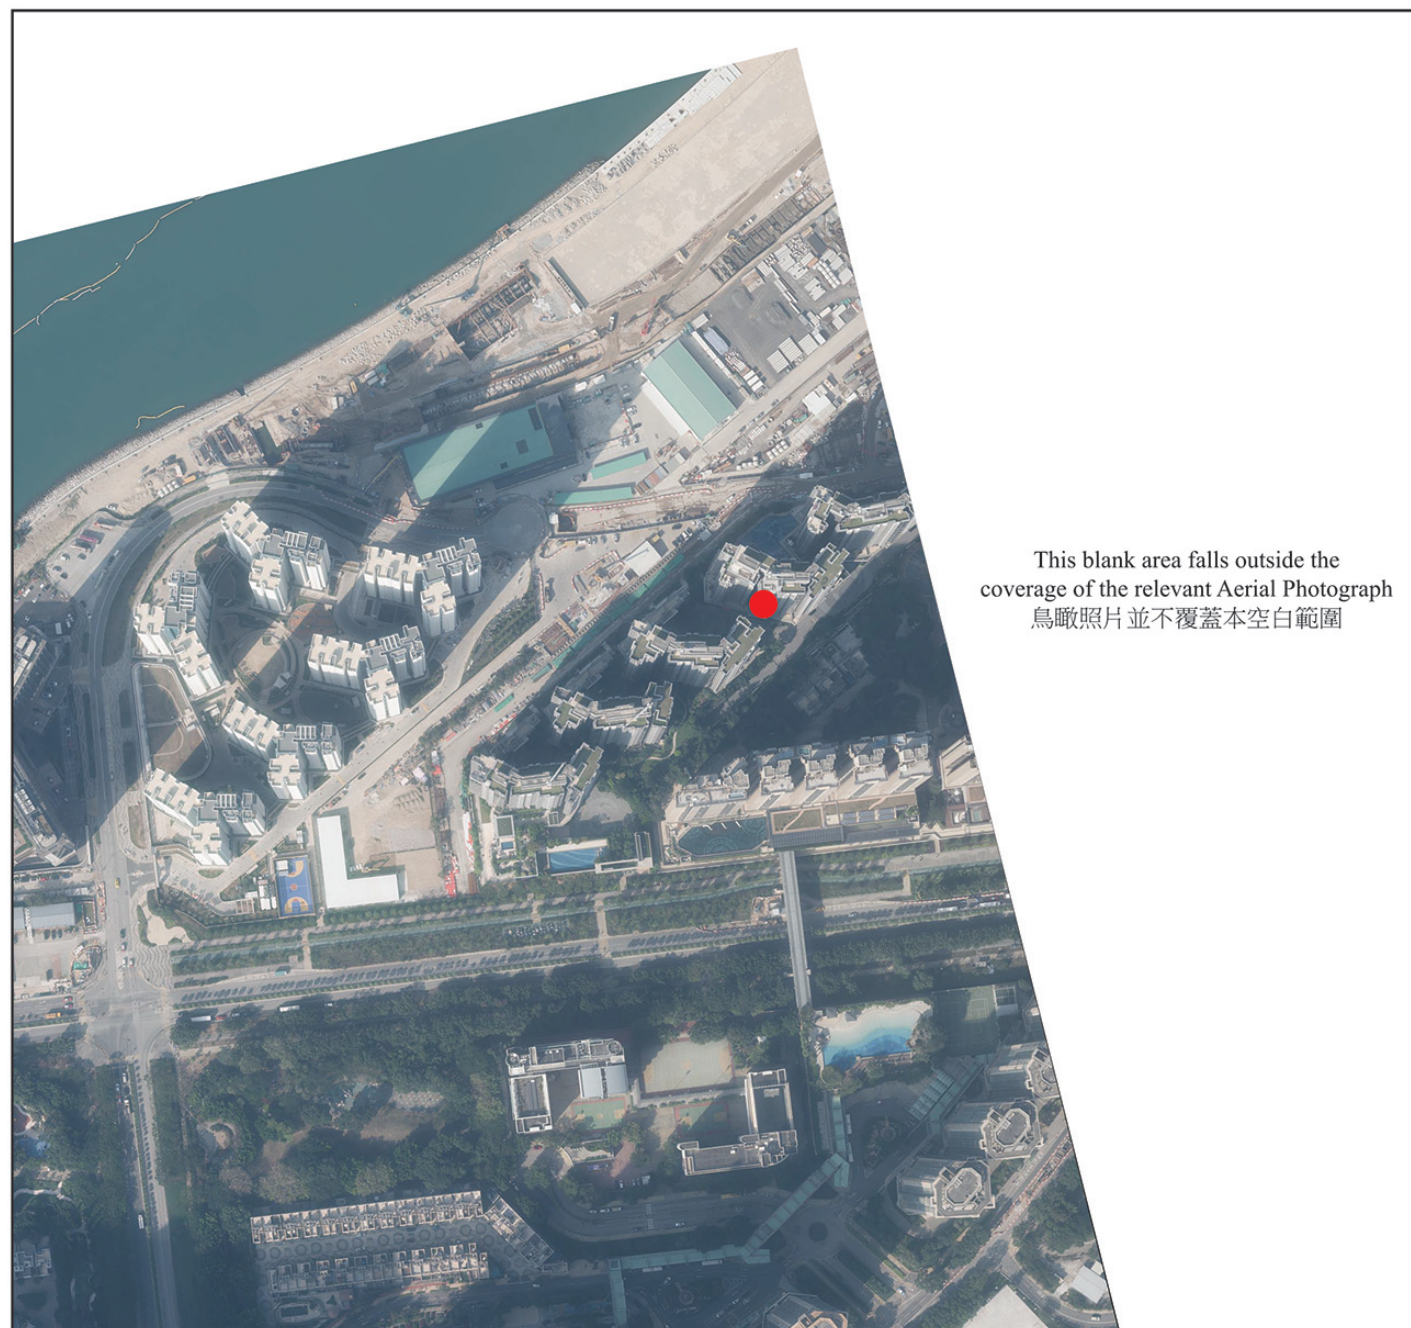 This blank area falls outside the
coverage of the relevant Aerial Photograph
鳥瞰照片並不覆蓋本空白範圍